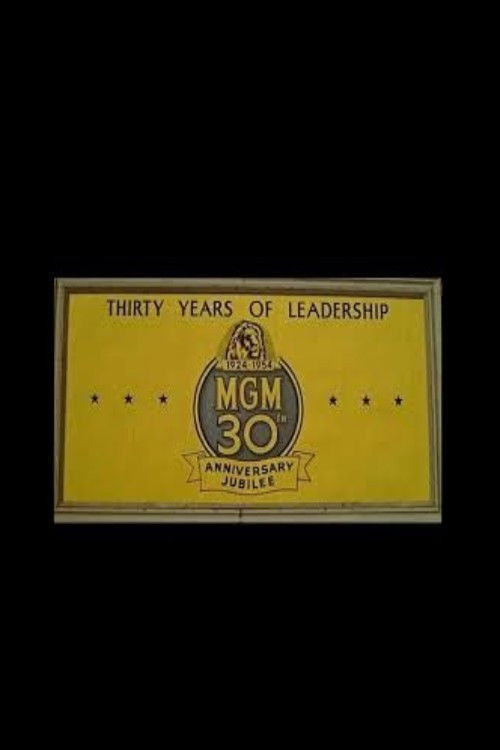 THIRTY YEARS OF LEADERSHIP
1924-1954
MGM
30TH
ANNIVERSARY
JUBILEE